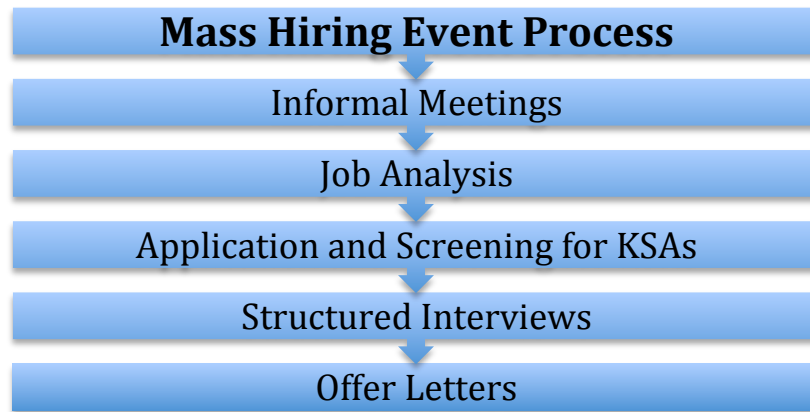 Mass Hiring Event Process
Informal Meetings
Job Analysis
Application and Screening for KSAs
Structured Interviews
Offer Letters